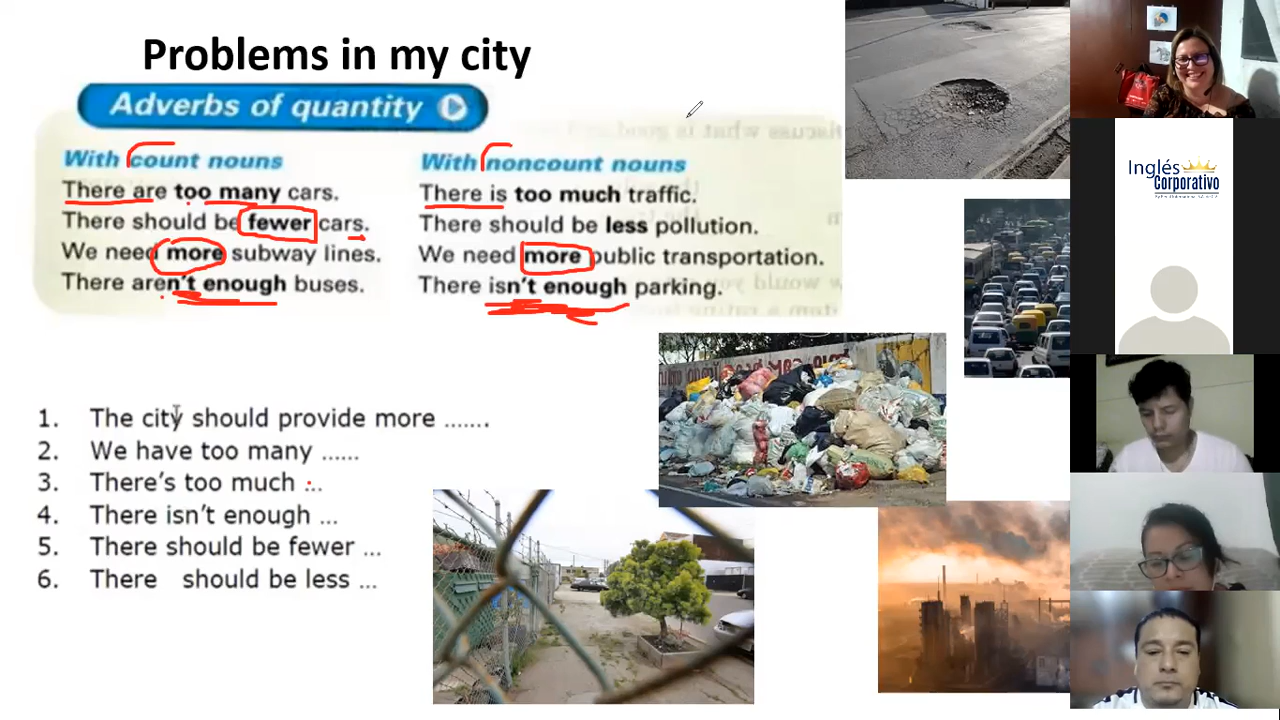 Problems in my city
Adverbs of quantity
With count nouns
There are too many cars.
There should be fewer cars.
We need more subway lines.
There aren't enough buses.
With noncount nouns
There is too much traffic.
There should be less pollution.
We need more public transportation.
There isn't enough parking.
1. The city should provide more .......
2. We have too many ......
3. There's too much ...
4. There isn't enough ...
5. There should be fewer ...
6. There should be less ...
Inglés
Corporativo